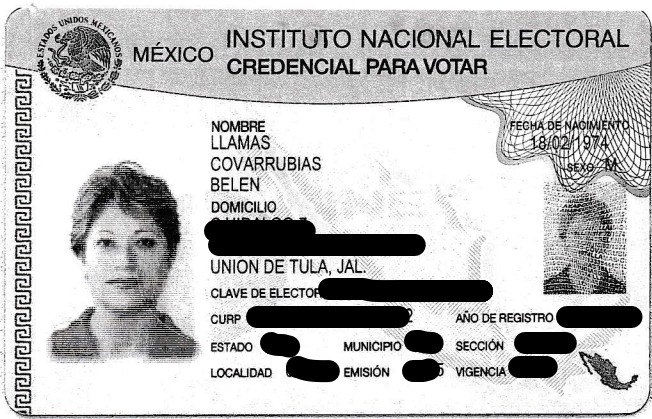 ESTADOS UNIDOS MEXICANOS
MÉXICO
INSTITUTO NACIONAL ELECTORAL
CREDENCIAL PARA VOTAR
NOMBRE
LLAMAS
COVARRUBIAS
BELEN
FECHA DE NACIMIENTO
18/02/1974
SEXO M
DOMICILIO
UNION DE TULA, JAL.
CLAVE DE ELECTOR
CURP
AÑO DE REGISTRO
ESTADO
MUNICIPIO
SECCIÓN
LOCALIDAD
EMISIÓN
VIGENCIA